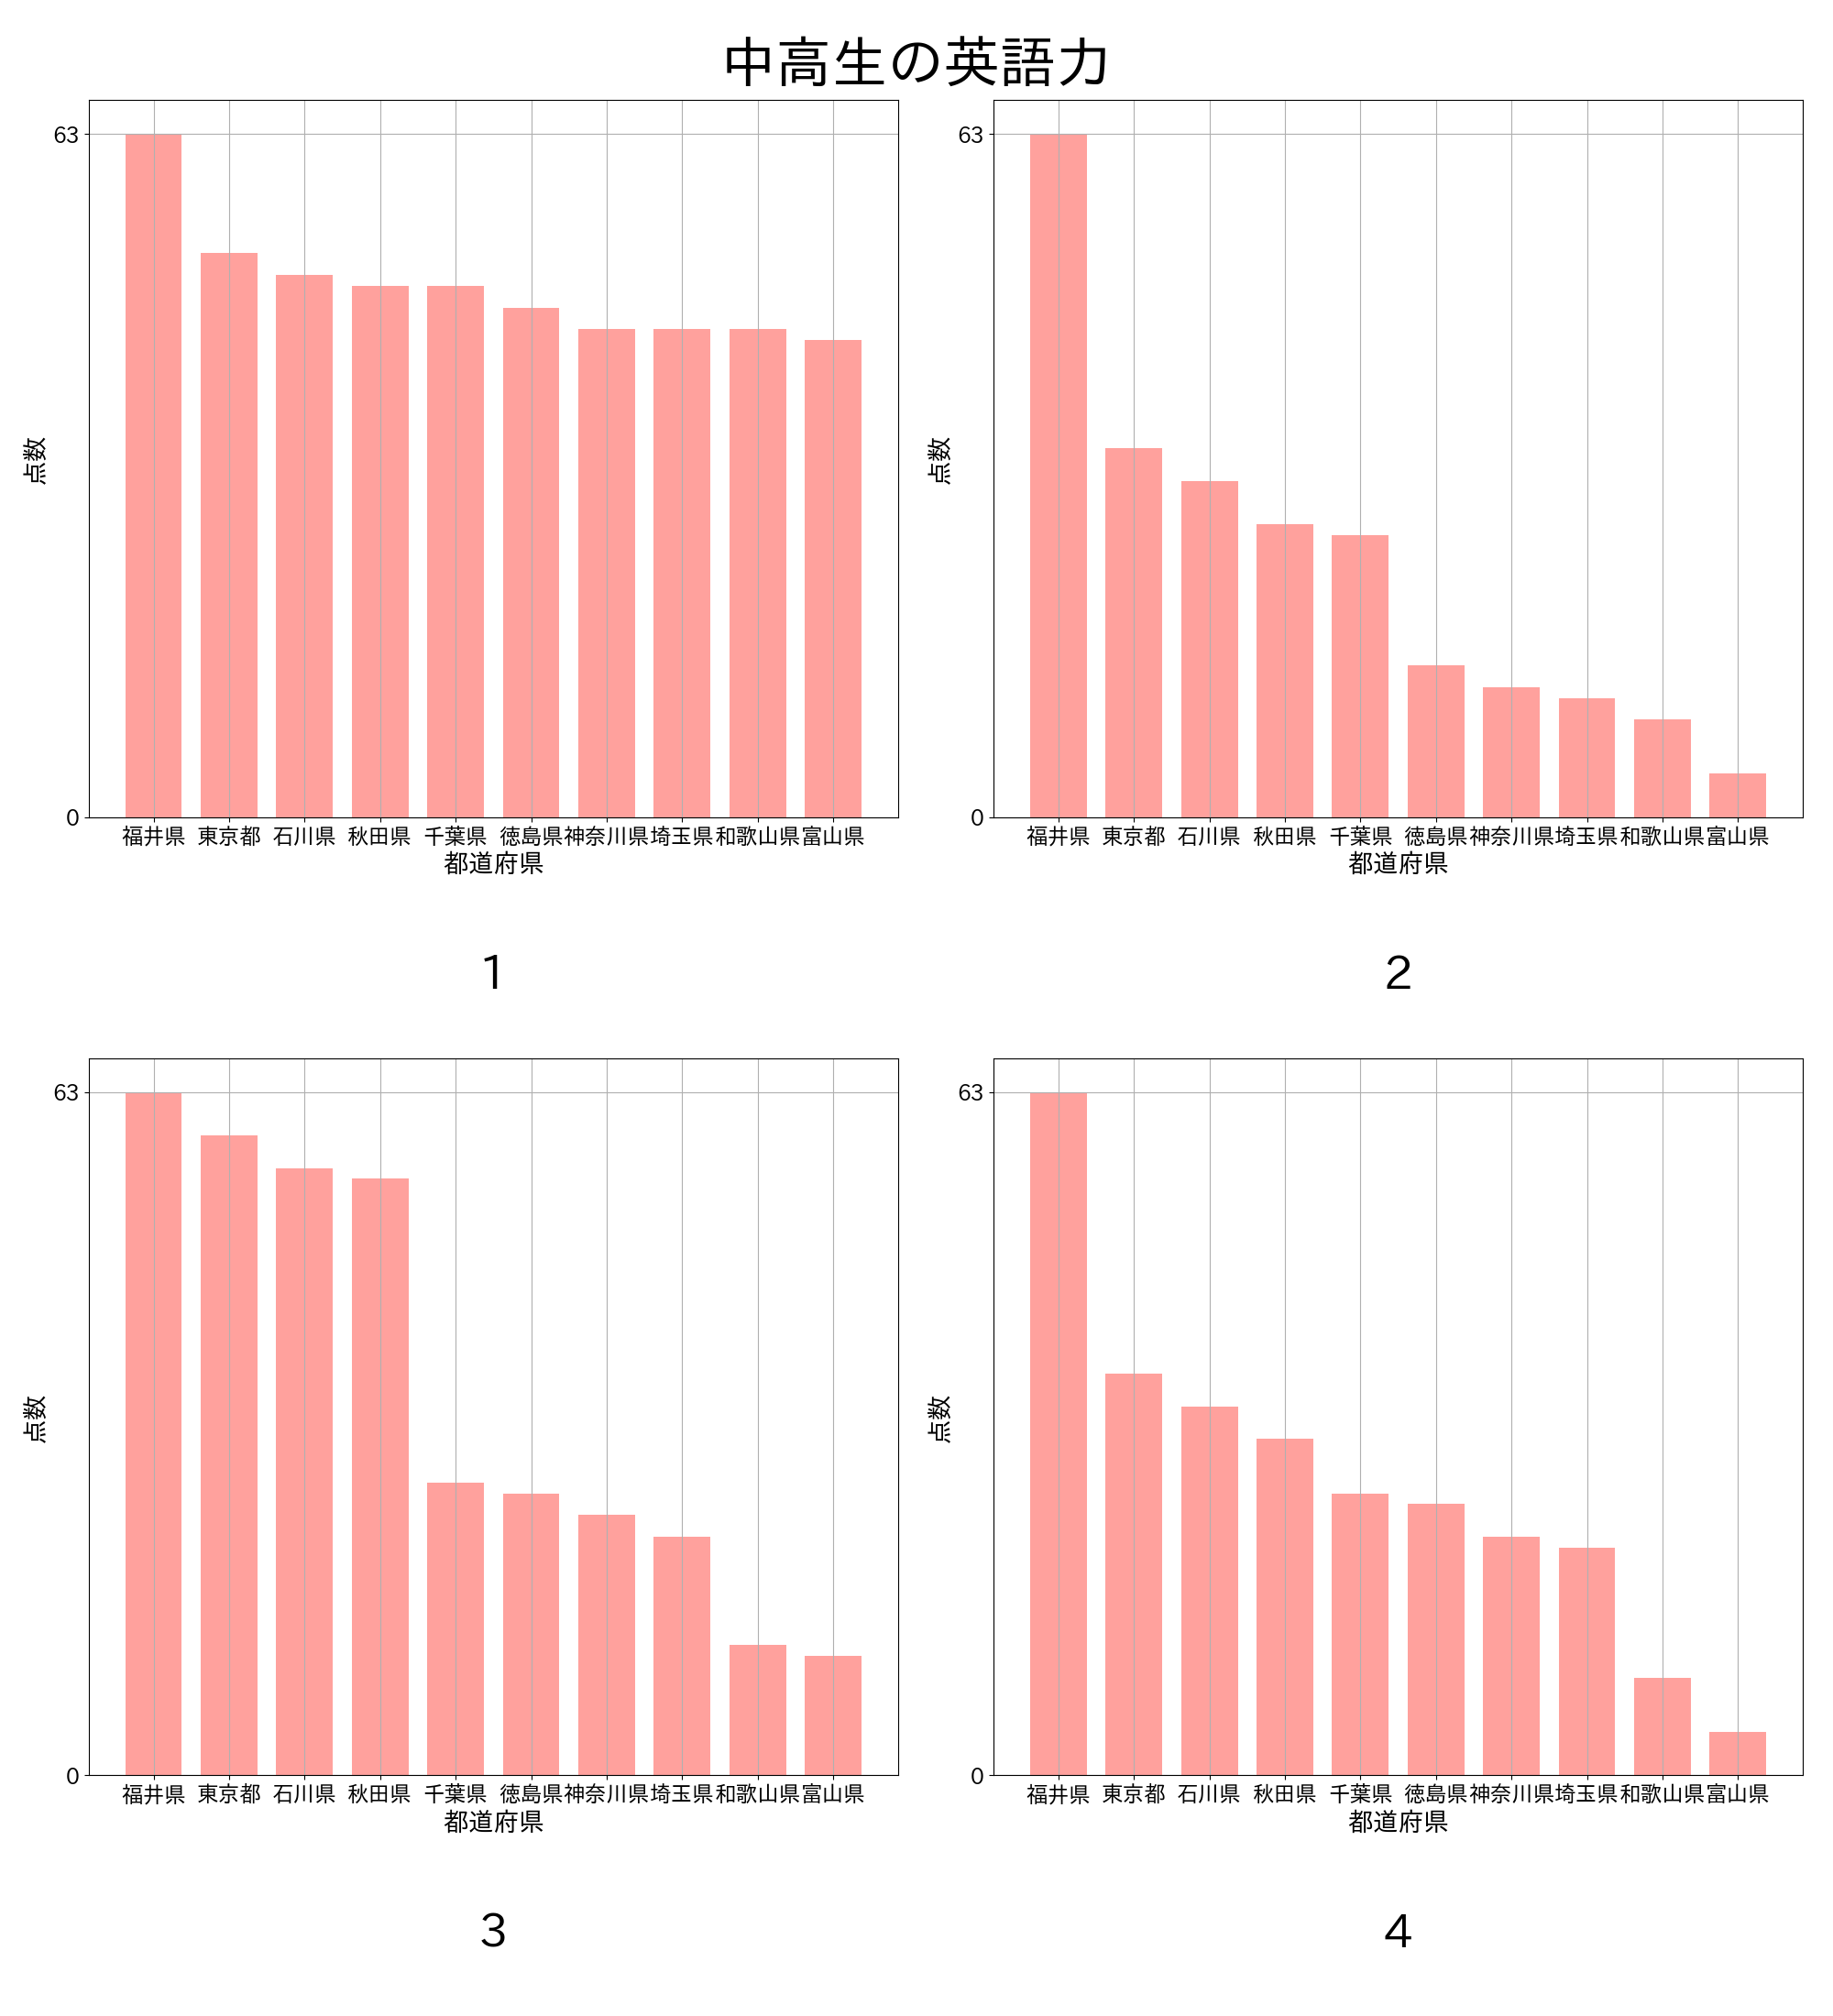 中高生の英語力
63
0
点数
福井県 東京都 石川県 秋田県 千葉県 徳島県 神奈川県 埼玉県 和歌山県 富山県
都道府県
1
63
0
点数
福井県 東京都 石川県 秋田県 千葉県 徳島県 神奈川県 埼玉県 和歌山県 富山県
都道府県
2
63
0
点数
福井県 東京都 石川県 秋田県 千葉県 徳島県 神奈川県 埼玉県 和歌山県 富山県
都道府県
3
63
0
点数
福井県 東京都 石川県 秋田県 千葉県 徳島県 神奈川県 埼玉県 和歌山県 富山県
都道府県
4